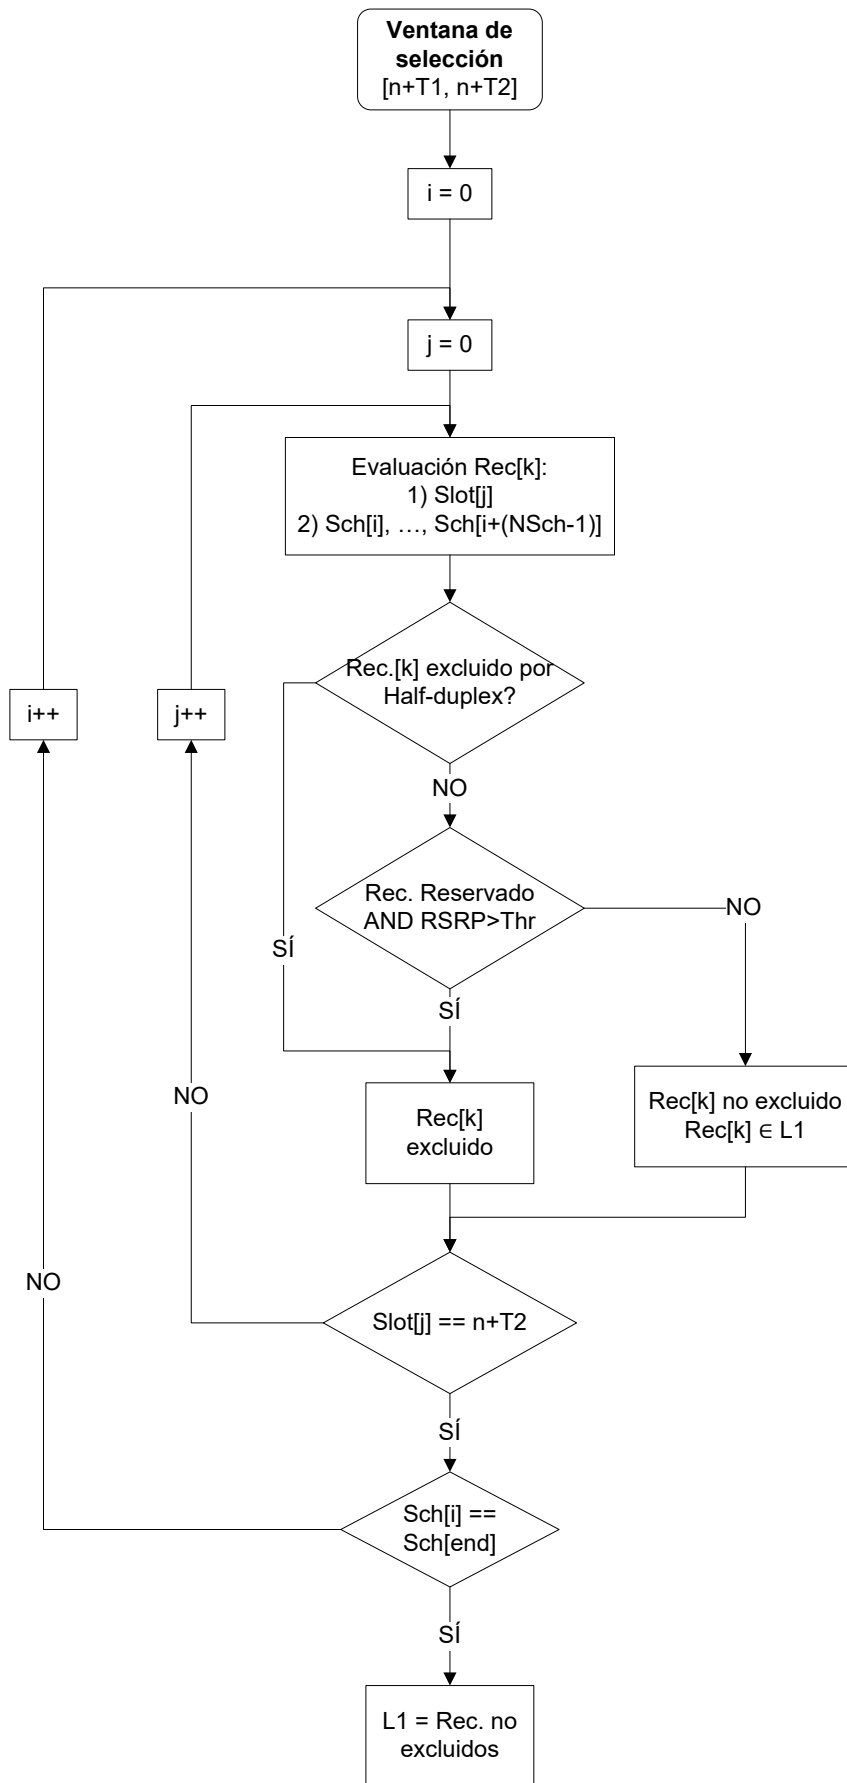 Ventana de
selección
[n+T1, n+T2]
i = 0
j = 0
Evaluación Rec[k]:
1) Slot[j]
2) Sch[i], …, Sch[i+(NSch-1)]
Rec.[k] excluido por
Half-duplex?
i++
j++
NO
Rec. Reservado
AND RSRP>Thr
NO
SÍ
SÍ
NO
Rec[k]
excluido
Rec[k] no excluido
Rec[k] ∈ L1
NO
Slot[j] == n+T2
SÍ
Sch[i] ==
Sch[end]
SÍ
L1 = Rec. no
excluidos